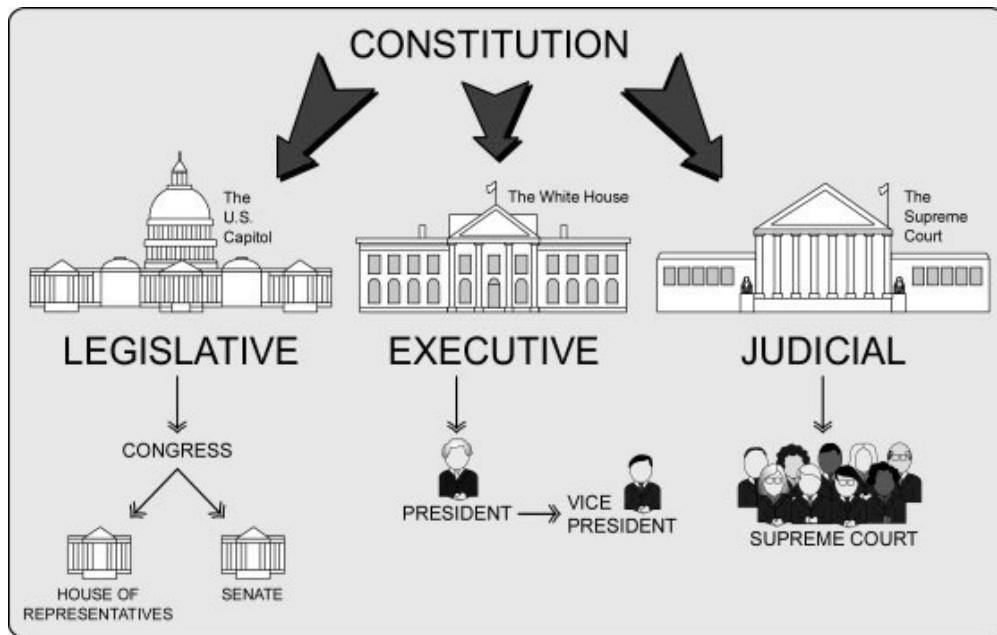 CONSTITUTION
The
U.S.
Capitol
The White House
The
Supreme
Court
LEGISLATIVE
EXECUTIVE
JUDICIAL
CONGRESS
PRESIDENT
VICE
PRESIDENT
SUPREME COURT
HOUSE OF
REPRESENTATIVES
SENATE